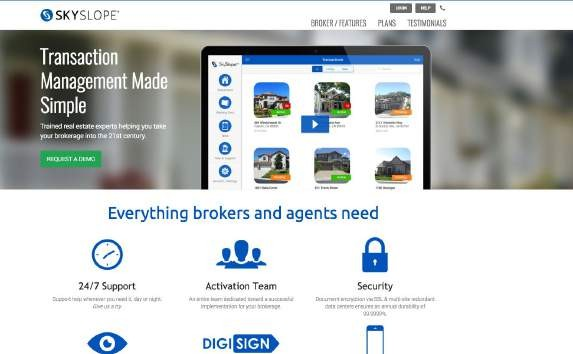 SKYSLOPE
LOGIN HELP
BROKER / FEATURES PLANS TESTIMONIALS
Transaction
Management Made
Simple
Trained real estate experts helping you take
your brokerage into the 21st century.
REQUEST A DEMO
SkySlope
Transactions
Everything brokers and agents need
24/7 Support
Activation Team
Security
Support help whenever you need it, day or night.
Give us a try.
An entire team dedicated toward a successful
implementation for your brokerage.
Document encryption via SSL & multi-site redundant
data centers ensures an annual durability of
DIGISIGN